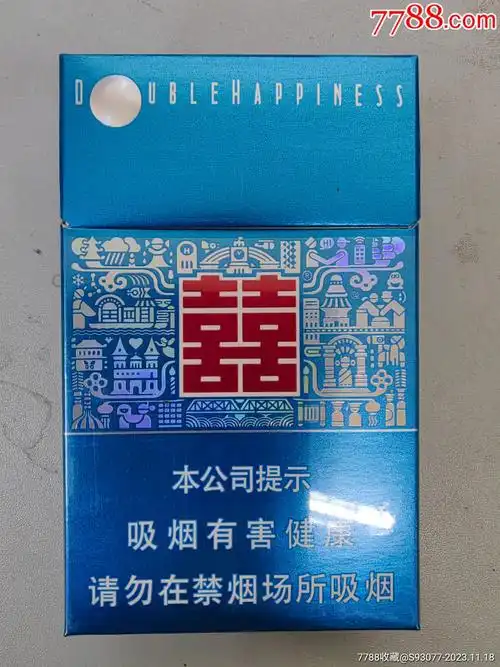 7788.com
DOUBLEHAPPINESS
Hi
囍
本公司提示
吸烟有害健康
请勿在禁烟场所吸烟
7788收藏@S93077-2023.11.18